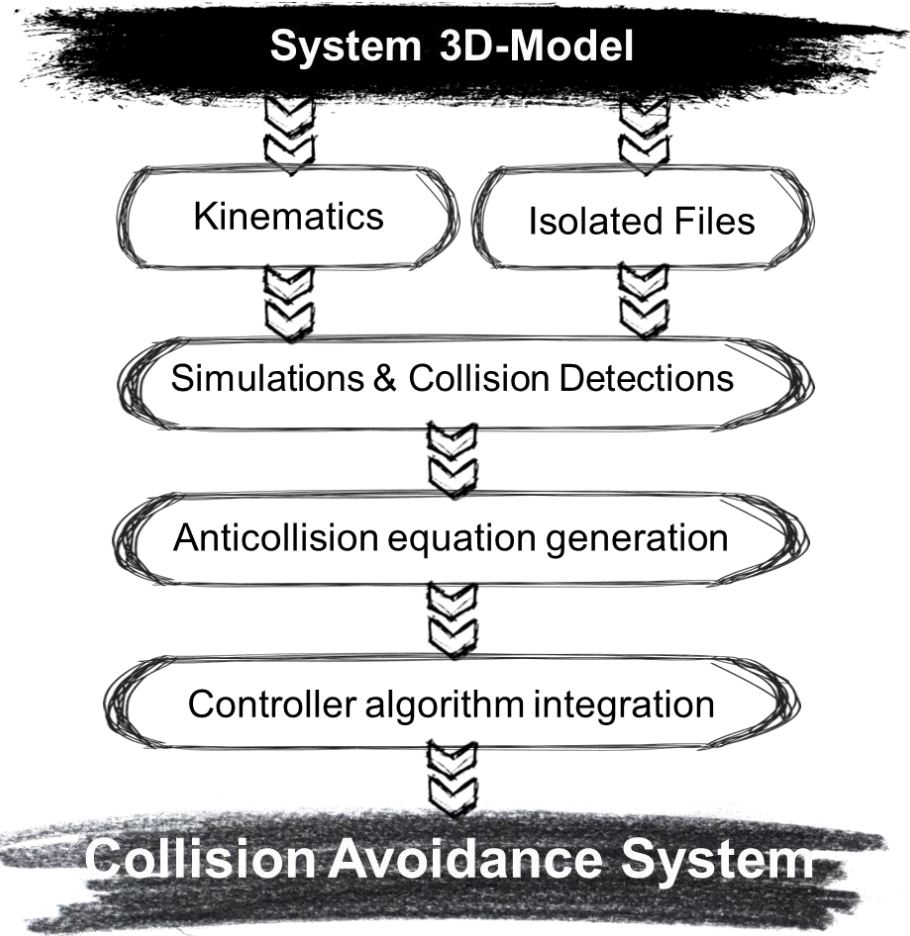 System 3D-Model
Kinematics
Isolated Files
Simulations & Collision Detections
Anticollision equation generation
Controller algorithm integration
Collision Avoidance System